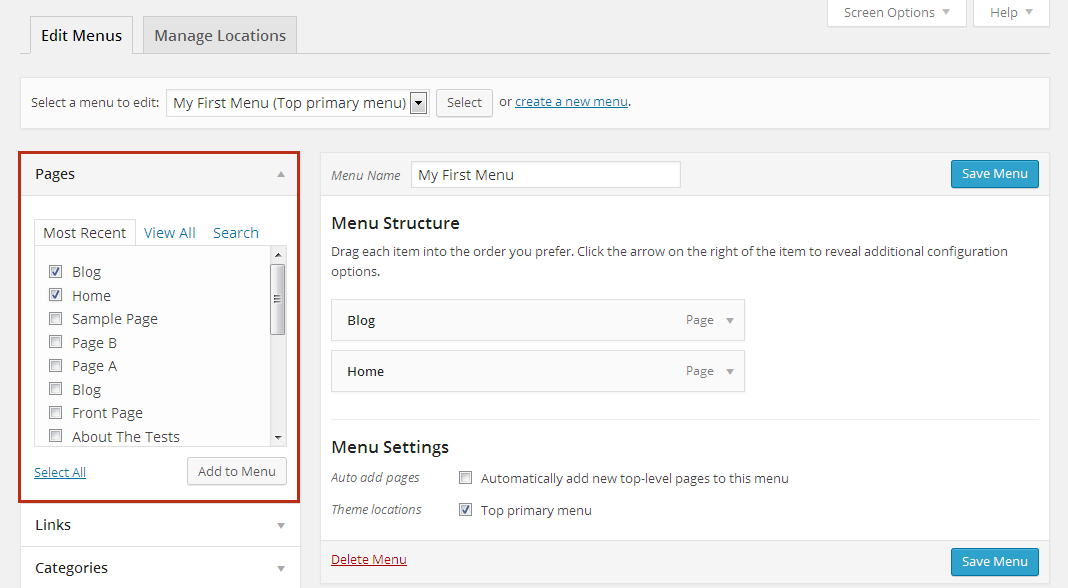 Screen Options Help
Edit Menus Manage Locations
Select a menu to edit: My First Menu (Top primary menu) Select or create a new menu.
Pages
Most Recent View All Search
Blog
Home
Sample Page
Page B
Page A
Blog
Front Page
About The Tests
Select All Add to Menu
Links
Categories
Menu Name My First Menu Save Menu
Menu Structure
Drag each item into the order you prefer. Click the arrow on the right of the item to reveal additional configuration
options.
Blog Page
Home Page
Menu Settings
Auto add pages Automatically add new top-level pages to this menu
Theme locations Top primary menu
Delete Menu Save Menu